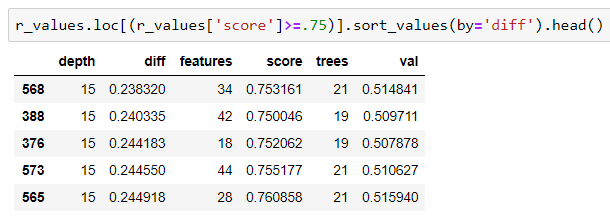 r_values.loc[(r_values['score']>=.75)].sort_values(by='diff').head()
depth diff features score trees val
568 15 0.238320 34 0.753161 21 0.514841
388 15 0.240335 42 0.750046 19 0.509711
376 15 0.244183 18 0.752062 19 0.507878
573 15 0.244550 44 0.755177 21 0.510627
565 15 0.244918 28 0.760858 21 0.515940